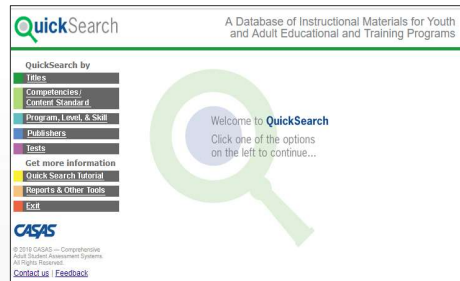 QuickSearch
A Database of Instructional Materials for Youth
and Adult Educational and Training Programs
QuickSearch by
Titles
Competencies/
Content Standard
Program, Level, & Skill
Publishers
Tests
Get more information
Quick Search Tutorial
Reports & Other Tools
Exit
Welcome to QuickSearch
Click one of the options
on the left to continue...
CASAS
© 2019 CASAS — Comprehensive
Adult Student Assessment Systems
All Rights Reserved.
Contact us | Feedback